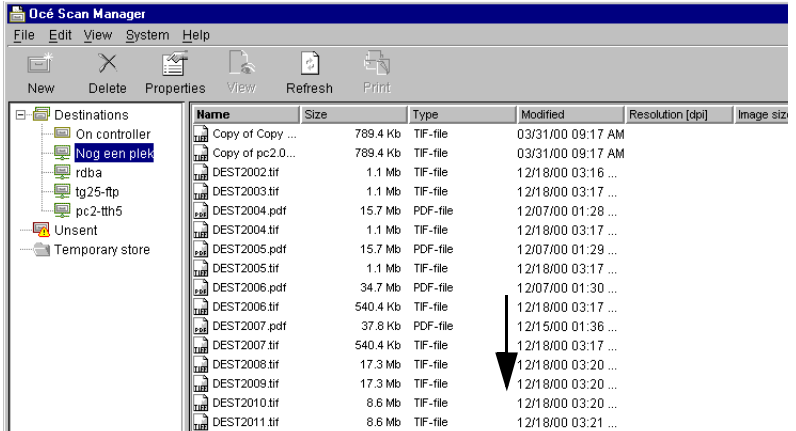 Océ Scan Manager
File Edit View System Help
New Delete Properties View Refresh Print
Destinations
On controller
Nog een plek
rdba
tg25-ftp
pc2-tth5
Unsent
Temporary store
Name Size Type Modified Resolution [dpi] Image size
Copy of Copy ... 789.4 Kb TIF-file 03/31/00 09:17 AM
Copy of pc2.0... 789.4 Kb TIF-file 03/31/00 09:17 AM
DEST2002.tif 1.1 Mb TIF-file 12/18/00 03:16 ...
DEST2003.tif 1.1 Mb TIF-file 12/18/00 03:17 ...
DEST2004.pdf 15.7 Mb PDF-file 12/07/00 01:28 ...
DEST2004.tif 1.1 Mb TIF-file 12/18/00 03:17 ...
DEST2005.pdf 15.7 Mb PDF-file 12/07/00 01:29 ...
DEST2005.tif 1.1 Mb TIF-file 12/18/00 03:17 ...
DEST2006.pdf 34.7 Mb PDF-file 12/07/00 01:30 ...
DEST2006.tif 540.4 Kb TIF-file 12/18/00 03:17 ...
DEST2007.pdf 37.8 Kb PDF-file 12/15/00 01:36 ...
DEST2007.tif 540.4 Kb TIF-file 12/18/00 03:17 ...
DEST2008.tif 17.3 Mb TIF-file 12/18/00 03:20 ...
DEST2009.tif 17.3 Mb TIF-file 12/18/00 03:20 ...
DEST2010.tif 8.6 Mb TIF-file 12/18/00 03:20 ...
DEST2011.tif 8.6 Mb TIF-file 12/18/00 03:21 ...